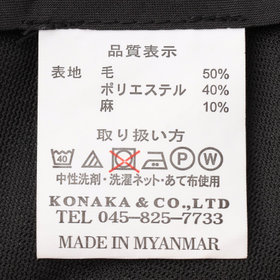 品質表示
表地 毛 50%
ポリエステル 40%
麻 10%
取り扱い方
40 P W
中性洗剤・洗濯ネット・あて布使用
KONAKA & CO.,LTD
TEL 045-825-7733
MADE IN MYANMAR